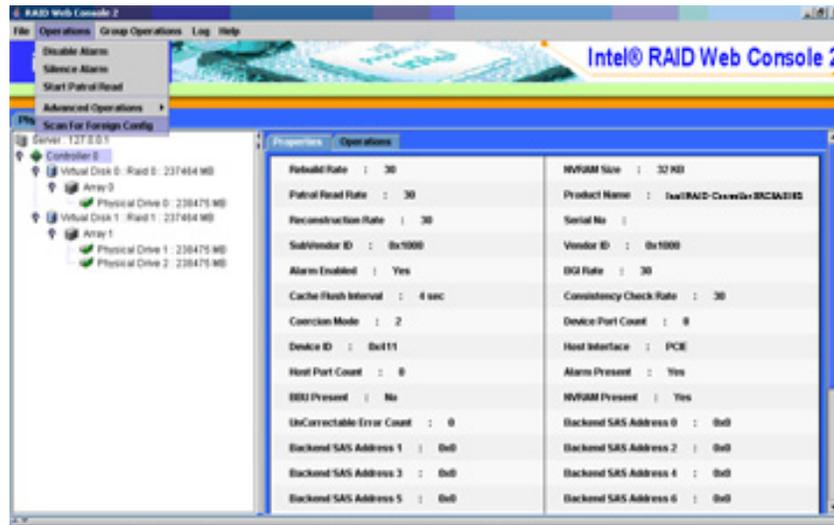 RAID Web Console 2
File Operations Group Operations Log Help
Disable Alarm
Silence Alarm
Start Patrol Read
Advanced Operations
Scan For Foreign Config
Intel® RAID Web Console 2
Server : 127.0.0.1
Controller 0
Virtual Disk 0 : Raid 0 : 237464 MB
Array 0
Physical Drive 0 : 238475 MB
Virtual Disk 1 : Raid 1 : 237464 MB
Array 1
Physical Drive 1 : 238475 MB
Physical Drive 2 : 238475 MB
Properties Operations
Rebuild Rate : 30 NVRAM Size : 32 KB
Patrol Read Rate : 30 Product Name : Intel RAID Controller
Reconstruction Rate : 30 Serial No :
SubVendor ID : 0x1000 Vendor ID : 0x1000
Alarm Enabled : Yes BGI Rate : 30
Cache Flush Interval : 4 sec Consistency Check Rate : 30
Coercion Mode : 2 Device Port Count : 8
Device ID : 0x411 Host Interface : PCIE
Host Port Count : 0 Alarm Present : Yes
BBU Present : No NVRAM Present : Yes
UnCorrectable Error Count : 0 Backend SAS Address 0 : 0x0
Backend SAS Address 1 : 0x0 Backend SAS Address 2 : 0x0
Backend SAS Address 3 : 0x0 Backend SAS Address 4 : 0x0
Backend SAS Address 5 : 0x0 Backend SAS Address 6 : 0x0